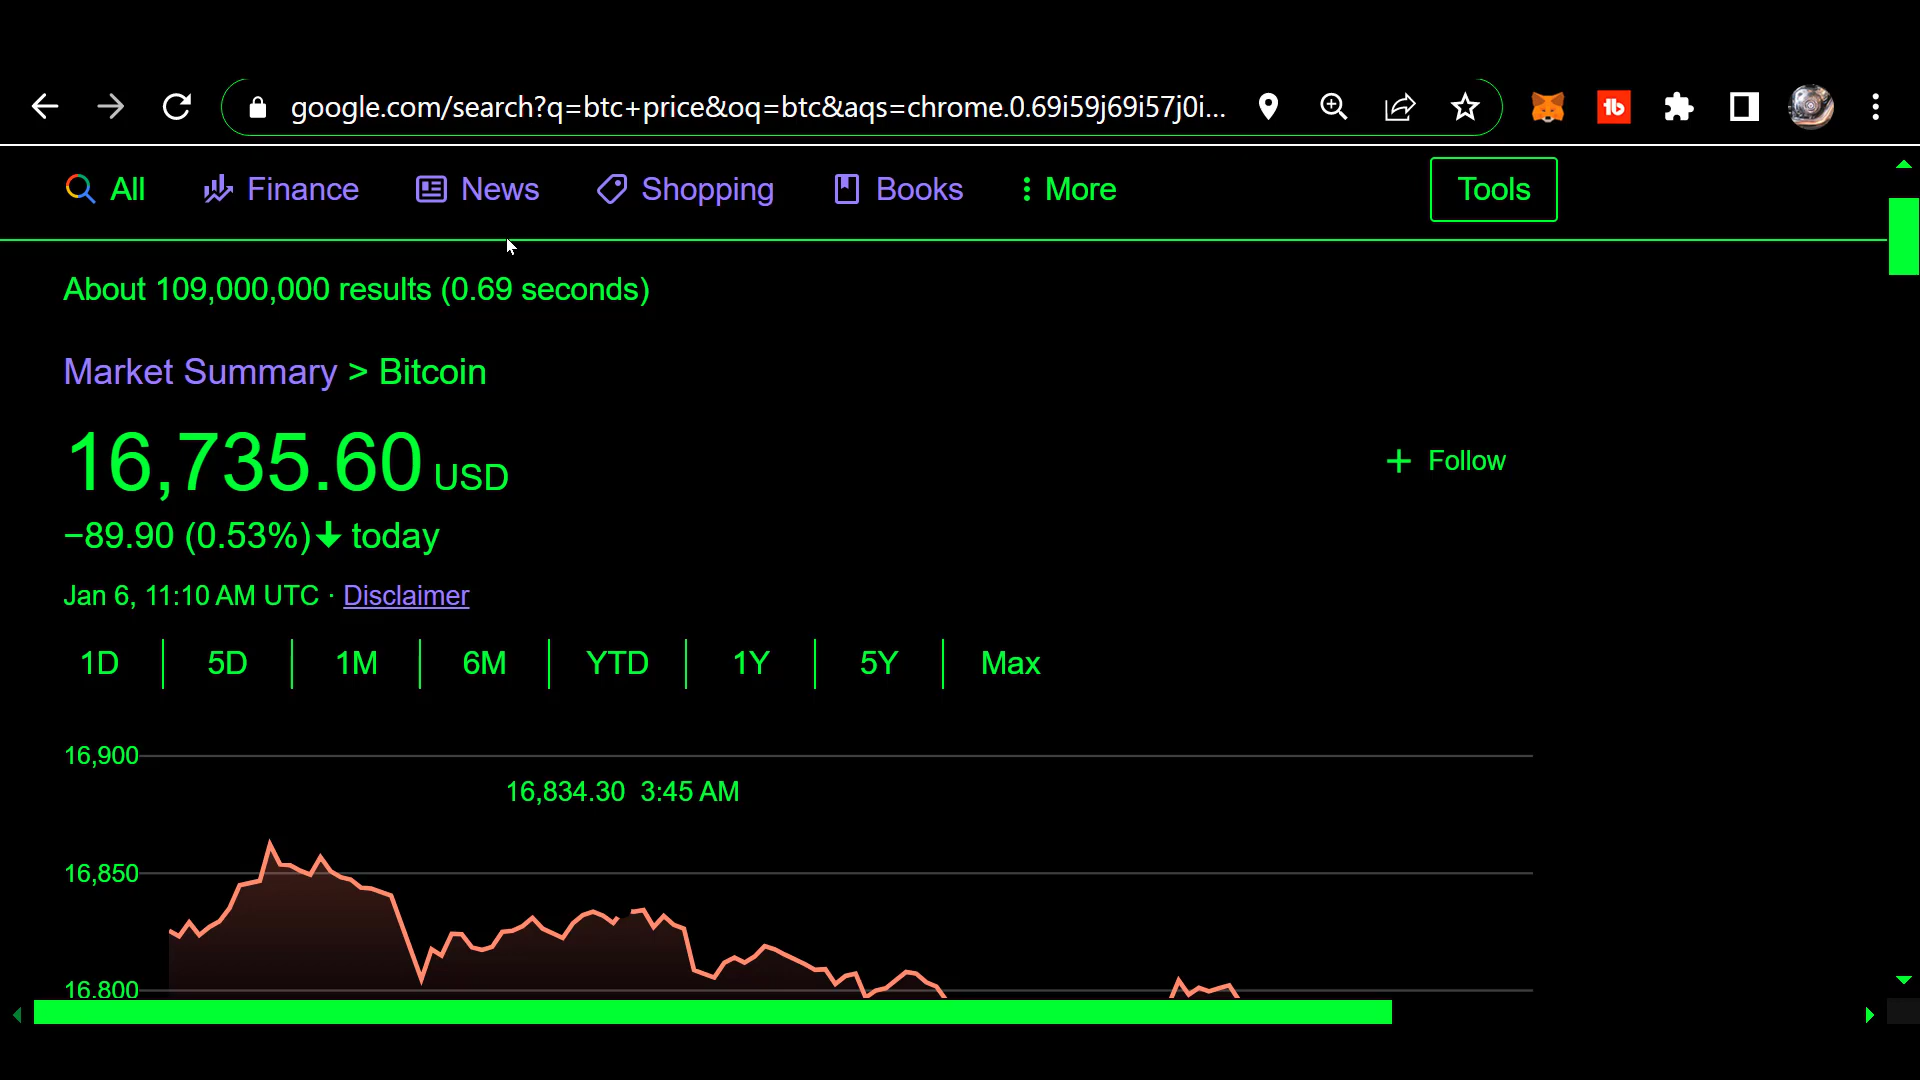 google.com/search?q=btc+price&oq=btc&aqs=chrome.0.69i59j69i57j0i...
tb
All Finance News Shopping Books More Tools
About 109,000,000 results (0.69 seconds)
Market Summary > Bitcoin
16,735.60 USD
+ Follow
−89.90 (0.53%) today
Jan 6, 11:10 AM UTC · Disclaimer
1D 5D 1M 6M YTD 1Y 5Y Max
16,900
16,834.30 3:45 AM
16,850
16,800